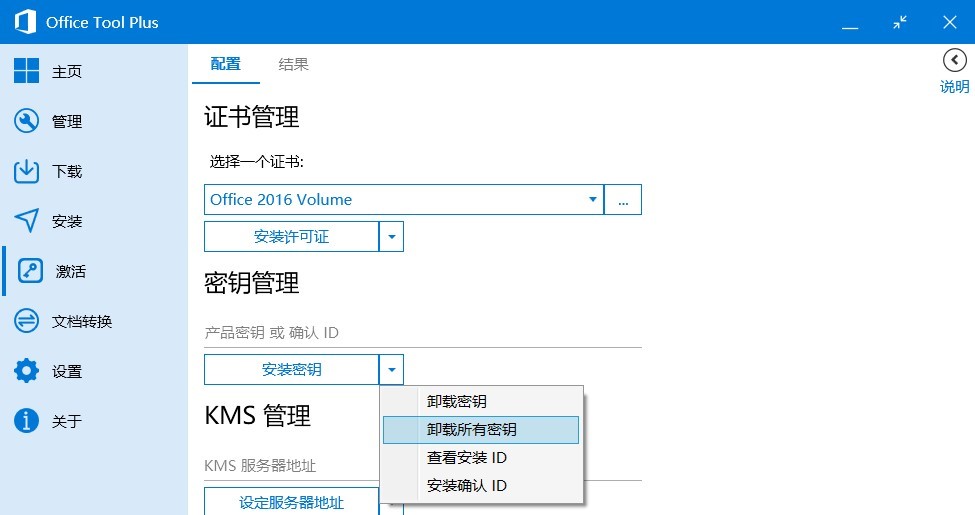 Office Tool Plus
主页
管理
下载
安装
激活
文档转换
设置
关于
配置
结果
说明
证书管理
选择一个证书:
Office 2016 Volume
...
安装许可证
密钥管理
产品密钥 或 确认 ID
安装密钥
卸载密钥
卸载所有密钥
查看安装 ID
安装确认 ID
KMS 管理
KMS 服务器地址
设定服务器地址